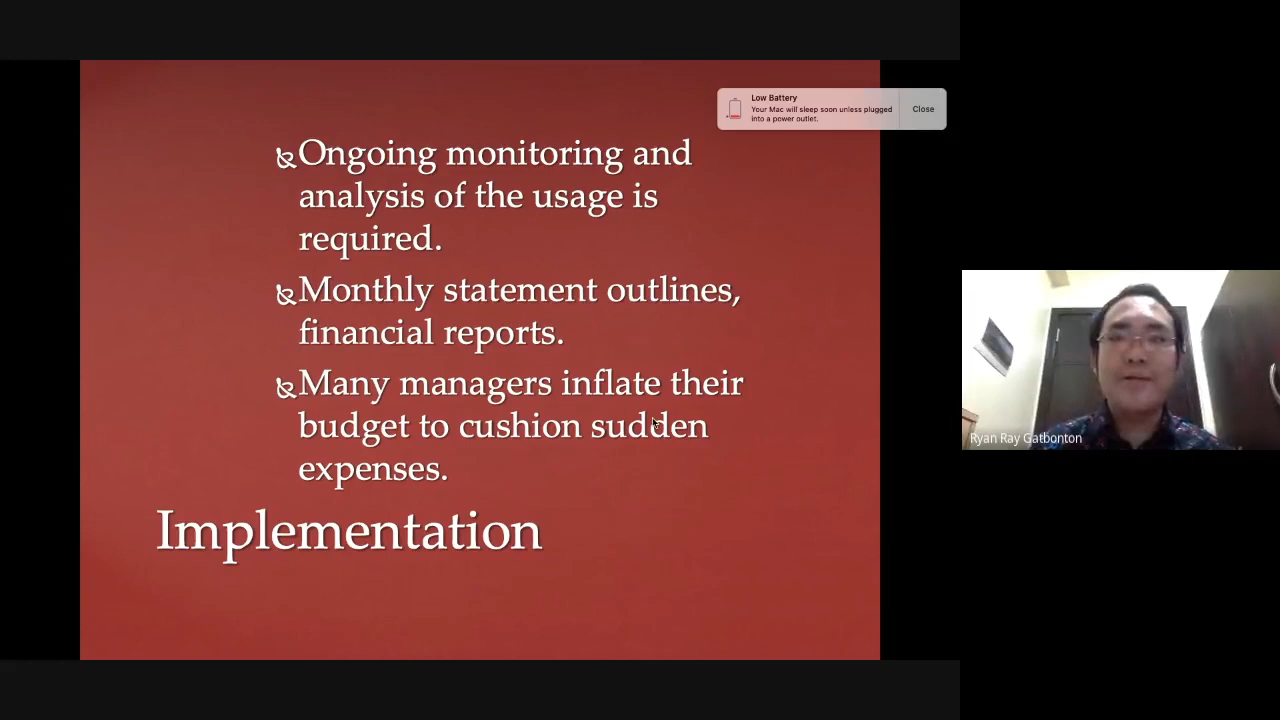 Low Battery
Your Mac will sleep soon unless plugged
into a power outlet.
Close
Ongoing monitoring and
analysis of the usage is
required.
Monthly statement outlines,
financial reports.
Many managers inflate their
budget to cushion sudden
expenses.
Implementation
Ryan Ray Gatbonton